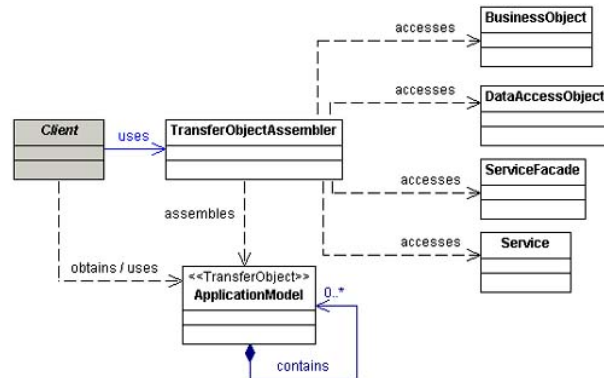 BusinessObject
accesses
DataAccessObject
accesses
Client
uses
TransferObjectAssembler
ServiceFacade
accesses
assembles
Service
accesses
obtains / uses
<<TransferObject>>
ApplicationModel
0..*
contains